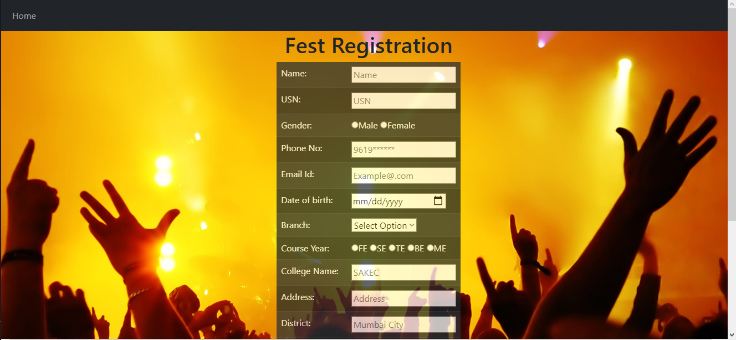 Home
Fest Registration
Name: Name
USN: USN
Gender: Male Female
Phone No: 9619******
Email Id: Example@.com
Date of birth: mm/dd/yyyy
Branch: Select Option
Course Year: FE SE TE BE ME
College Name: SAKEC
Address: Address
District: Mumbai City